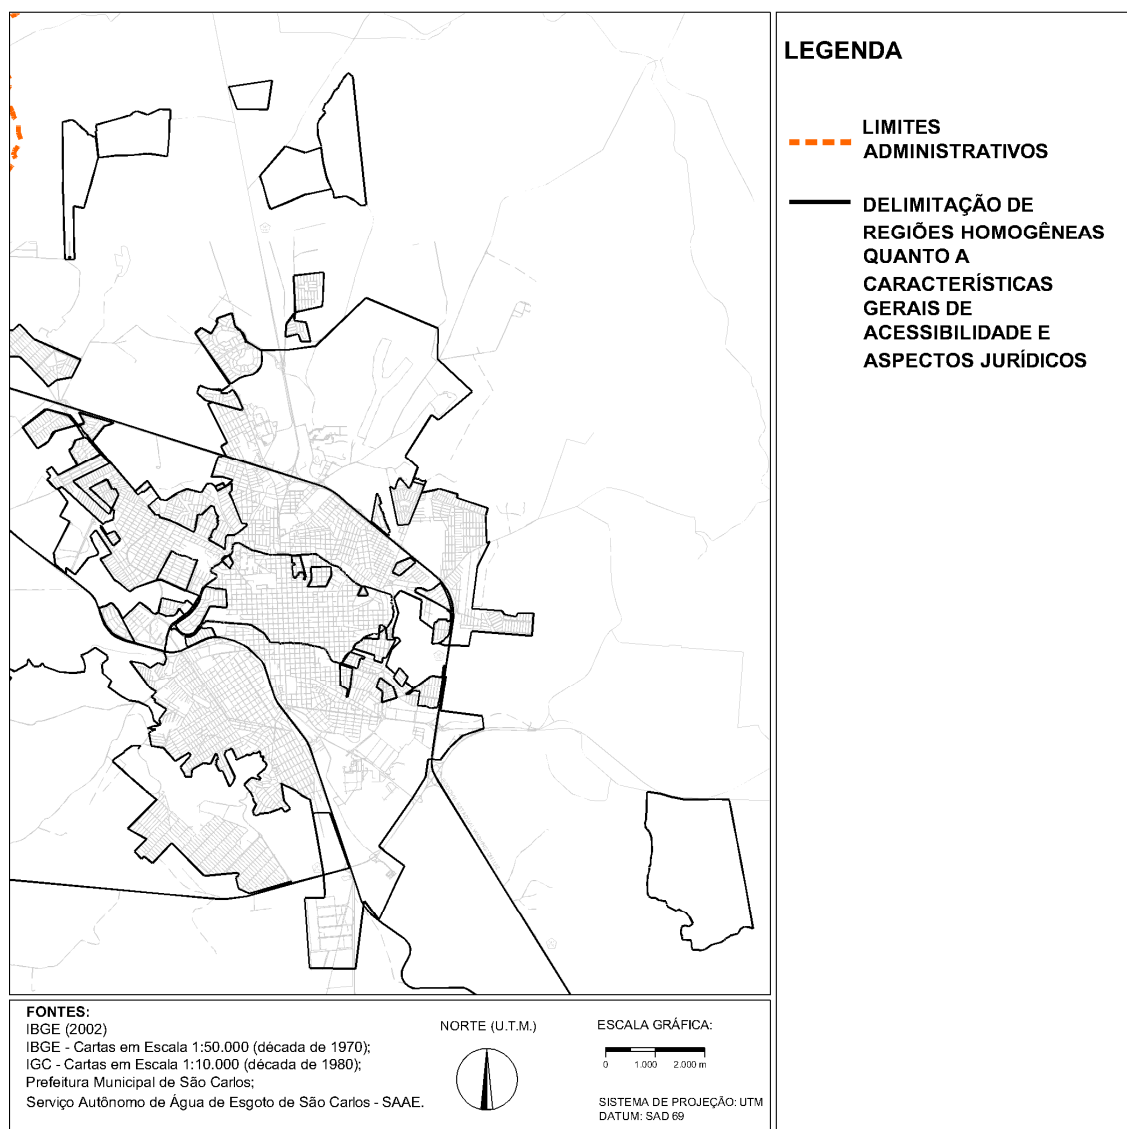 LEGENDA
LIMITES
ADMINISTRATIVOS
DELIMITAÇÃO DE
REGIÕES HOMOGÊNEAS
QUANTO A
CARACTERÍSTICAS
GERAIS DE
ACESSIBILIDADE E
ASPECTOS JURÍDICOS
FONTES:
IBGE (2002)
IBGE - Cartas em Escala 1:50.000 (década de 1970);
IGC - Cartas em Escala 1:10.000 (década de 1980);
Prefeitura Municipal de São Carlos;
Serviço Autônomo de Água de Esgoto de São Carlos - SAAE.
NORTE (U.T.M.)
ESCALA GRÁFICA:
0 1.000 2.000 m
SISTEMA DE PROJEÇÃO: UTM
DATUM: SAD 69